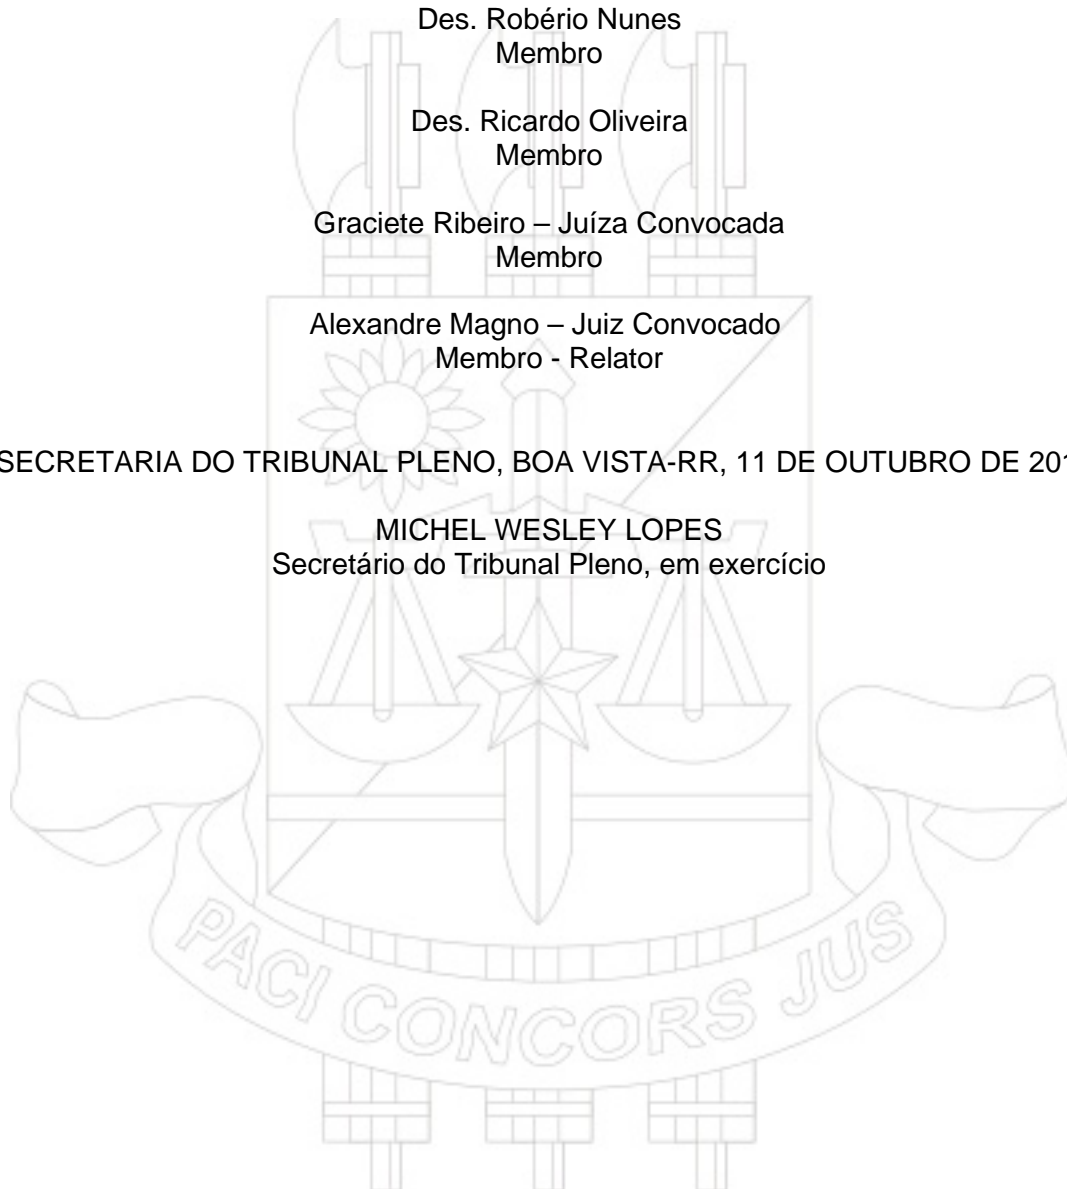 Des. Robério Nunes
Membro
Des. Ricardo Oliveira
Membro
Graciete Ribeiro – Juíza Convocada
Membro
Alexandre Magno – Juiz Convocado
Membro - Relator
SECRETARIA DO TRIBUNAL PLENO, BOA VISTA-RR, 11 DE OUTUBRO DE 201
MICHEL WESLEY LOPES
Secretário do Tribunal Pleno, em exercício
PACI CONCORS JUS